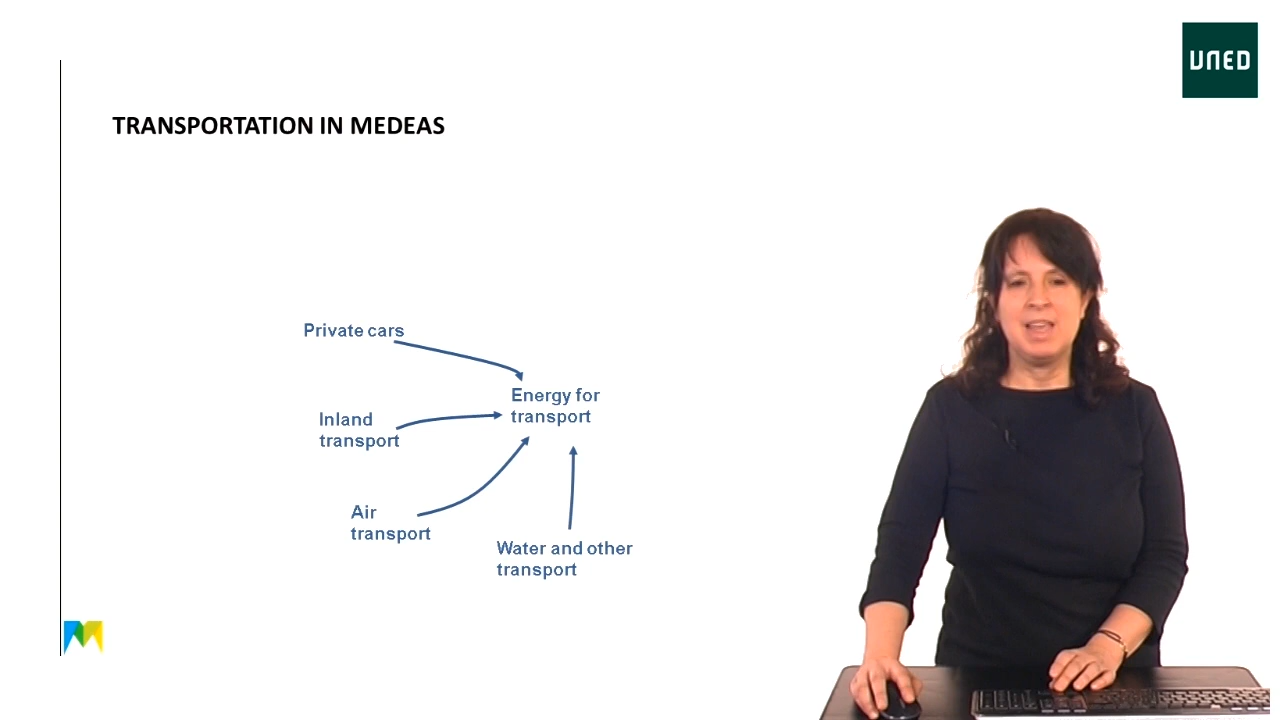 UNED
TRANSPORTATION IN MEDEAS
Private cars
Energy for
transport
Inland
transport
Air
transport
Water and other
transport